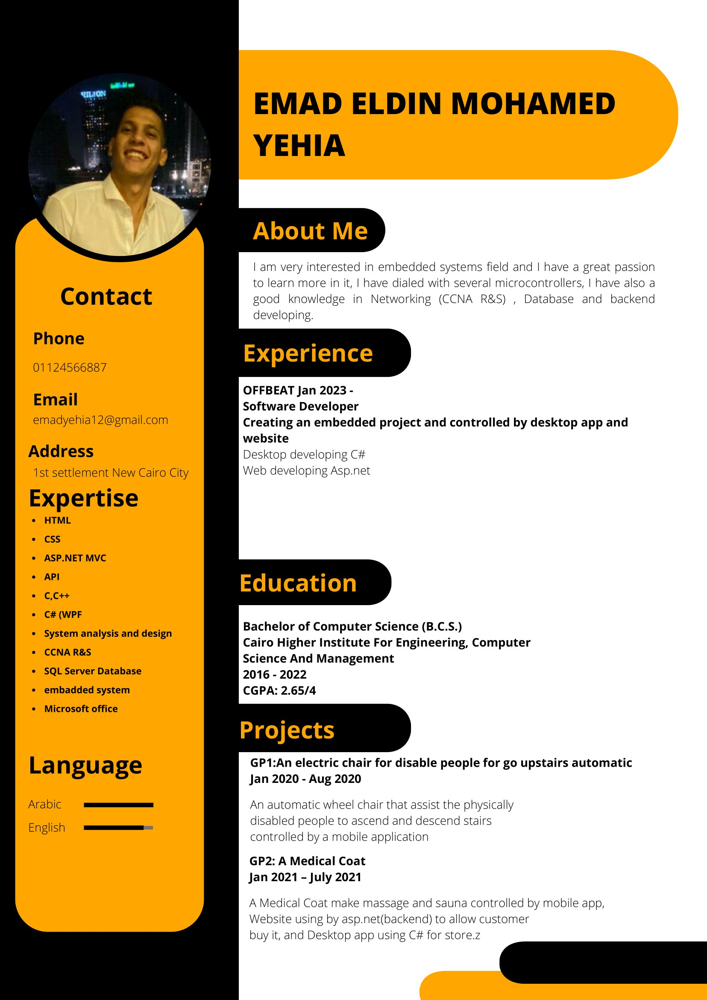 HILTON
EMAD ELDIN MOHAMED
YEHIA
Contact
Phone
01124566887
Email
emadyehia12@gmail.com
Address
1st settlement New Cairo City
Expertise
• HTML
• CSS
• ASP.NET MVC
• API
• C,C++
• C# (WPF
• System analysis and design
• CCNA R&S
• SQL Server Database
• embadded system
• Microsoft office
Language
Arabic
English
About Me
I am very interested in embedded systems field and I have a great passion
to learn more in it, I have dialed with several microcontrollers, I have also a
good knowledge in Networking (CCNA R&S) , Database and backend
developing.
Experience
OFFBEAT Jan 2023 -
Software Developer
Creating an embedded project and controlled by desktop app and
website
Desktop developing C#
Web developing Asp.net
Education
Bachelor of Computer Science (B.C.S.)
Cairo Higher Institute For Engineering, Computer
Science And Management
2016 - 2022
CGPA: 2.65/4
Projects
GP1:An electric chair for disable people for go upstairs automatic
Jan 2020 - Aug 2020
An automatic wheel chair that assist the physically
disabled people to ascend and descend stairs
controlled by a mobile application
GP2: A Medical Coat
Jan 2021 – July 2021
A Medical Coat make massage and sauna controlled by mobile app,
Website using by asp.net(backend) to allow customer
buy it, and Desktop app using C# for store.z